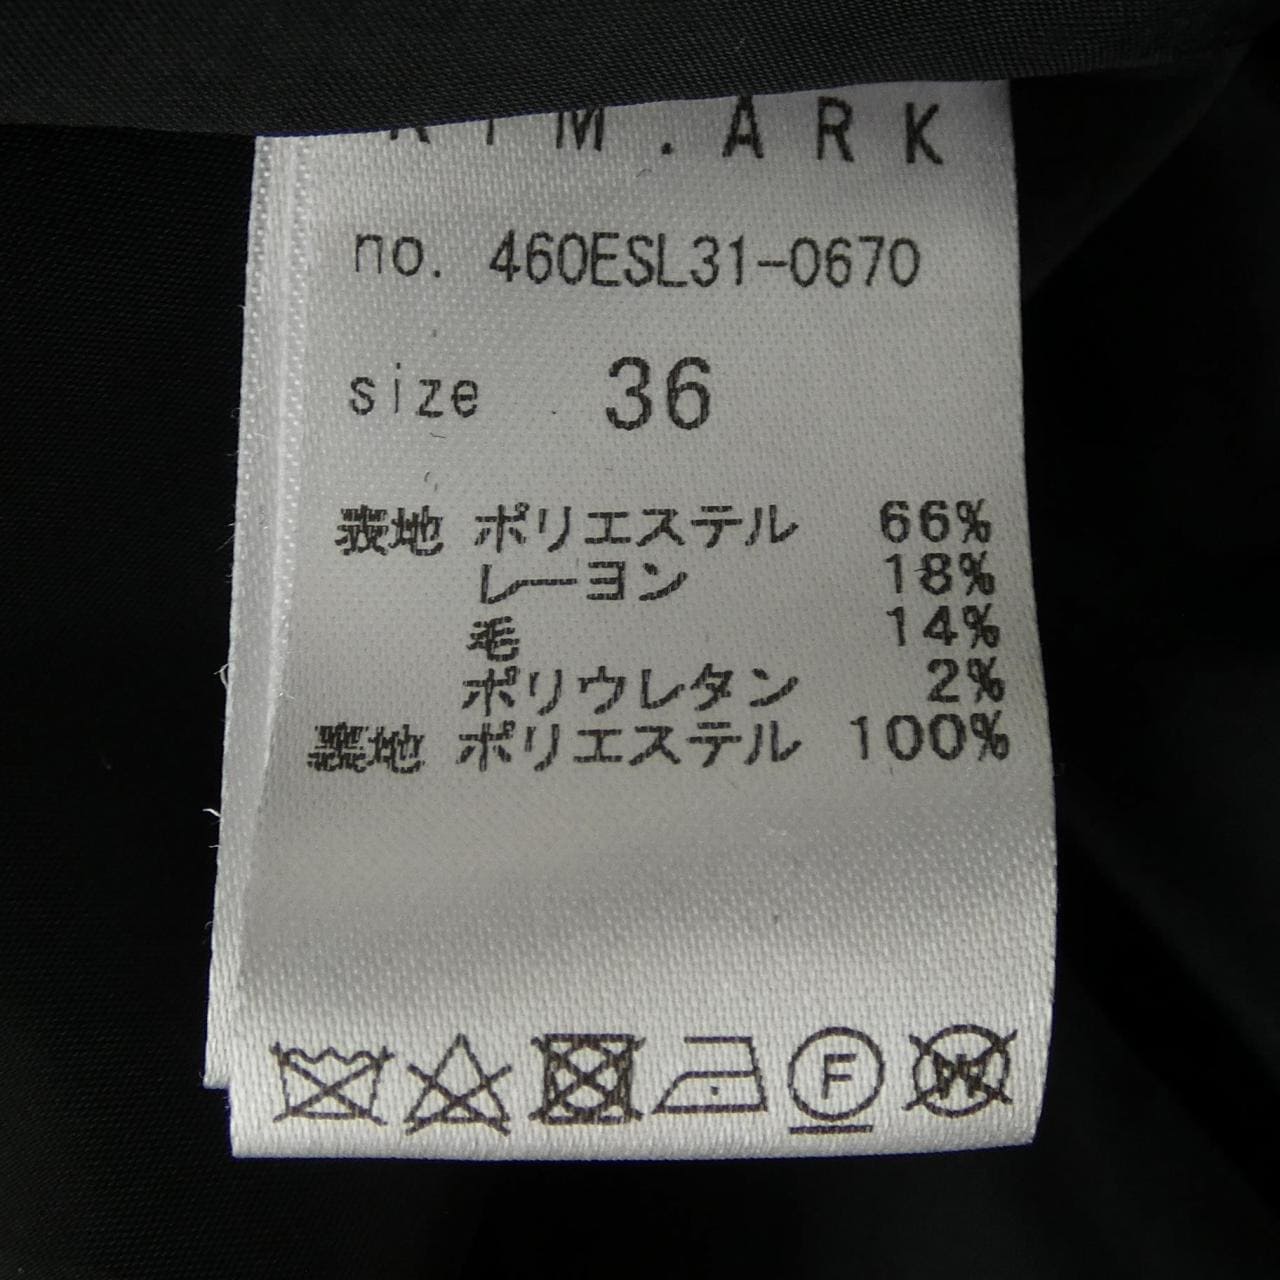 RIM.ARK
no. 460ESL31-0670
size 36
表地 ポリエステル 66%
レーヨン 18%
毛 14%
ポリウレタン 2%
裏地 ポリエステル 100%
F W